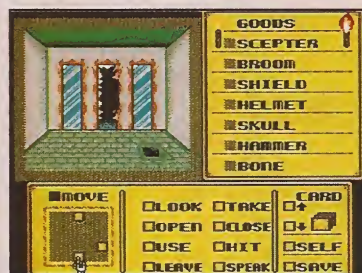 GOODS
SCEPTER
BROOM
SHIELD
HELMET
SKULL
HAMMER
BONE
MOVE
CARD
LOOK TAKE
OPEN CLOSE
USE HIT
SELF
LEAVE SPEAK
SAVE